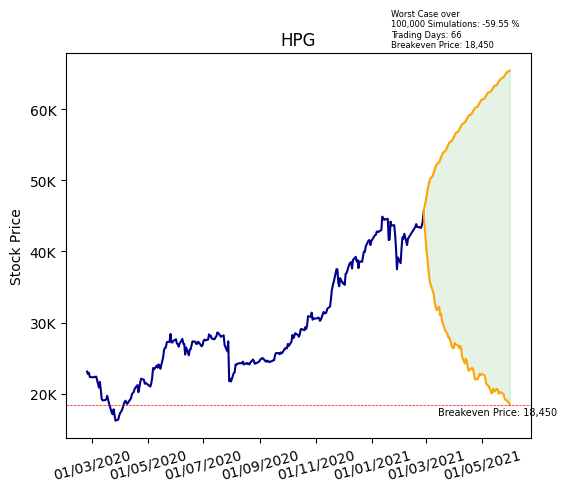 Worst Case over
100,000 Simulations: -59.55 %
Trading Days: 66
Breakeven Price: 18,450
HPG
Stock Price
60K
50K
40K
30K
20K
Breakeven Price: 18,450
01/03/2020
01/05/2020
01/07/2020
01/09/2020
01/11/2020
01/01/2021
01/03/2021
01/05/2021